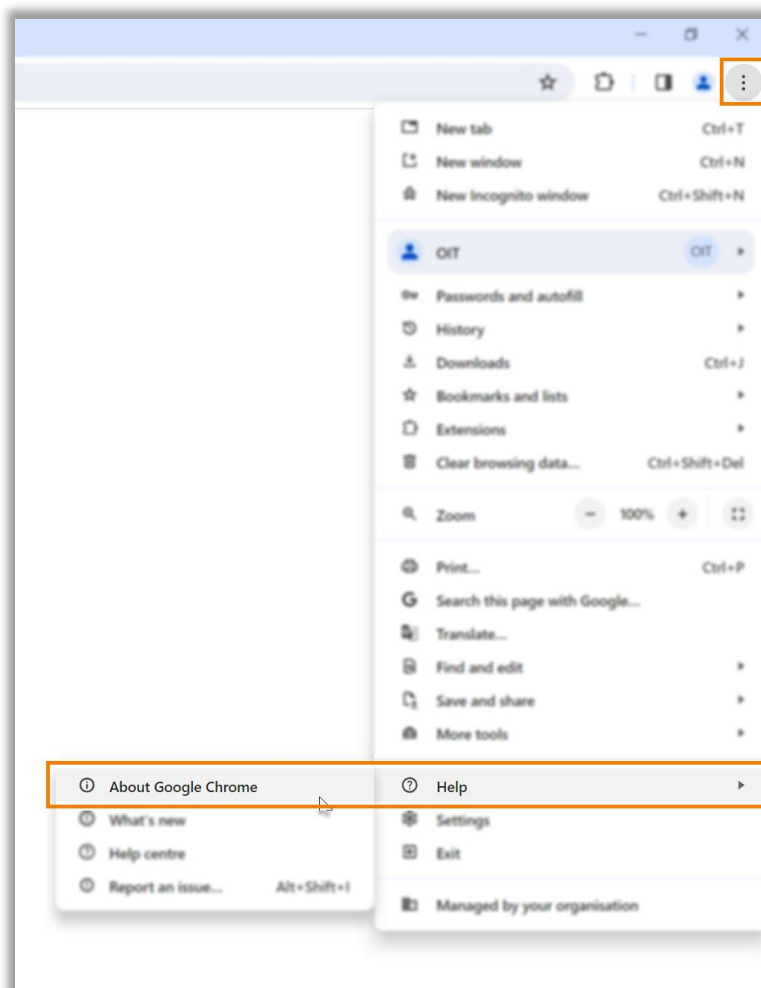 New tab Ctrl+T
New window Ctrl+N
New Incognito window Ctrl+Shift+N
OIT OIT
Passwords and autofill
History
Downloads Ctrl+J
Bookmarks and lists
Extensions
Clear browsing data... Ctrl+Shift+Del
Zoom − 100% +
Print... Ctrl+P
G Search this page with Google...
Translate...
Find and edit
Save and share
More tools
About Google Chrome
Help
What's new
Settings
Help centre
Exit
Report an issue... Alt+Shift+I
Managed by your organisation